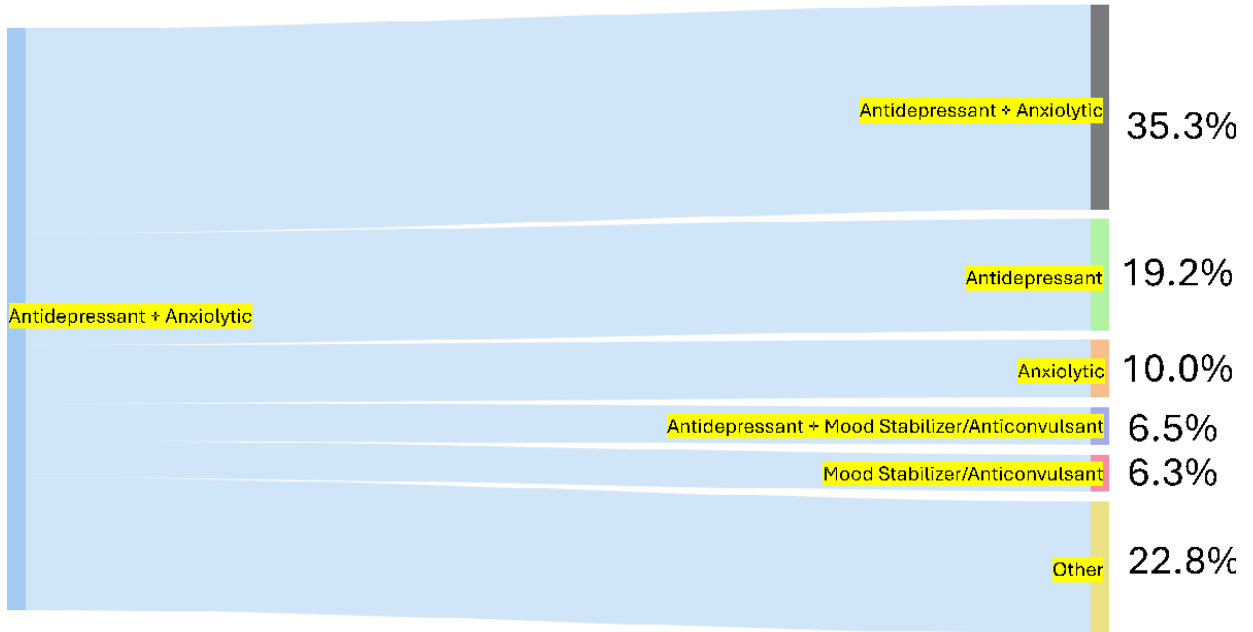 Antidepressant + Anxiolytic
35.3%
Antidepressant
19.2%
Antidepressant + Anxiolytic
Anxiolytic
10.0%
Antidepressant + Mood Stabilizer/Anticonvulsant
6.5%
Mood Stabilizer/Anticonvulsant
6.3%
Other
22.8%